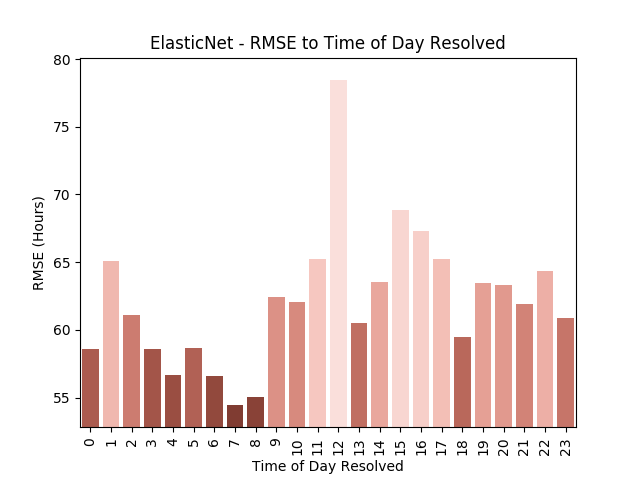 ElasticNet - RMSE to Time of Day Resolved
80
75
70
65
60
55
RMSE (Hours)
0 1 2 3 4 5 6 7 8 9 10 11 12 13 14 15 16 17 18 19 20 21 22 23
Time of Day Resolved